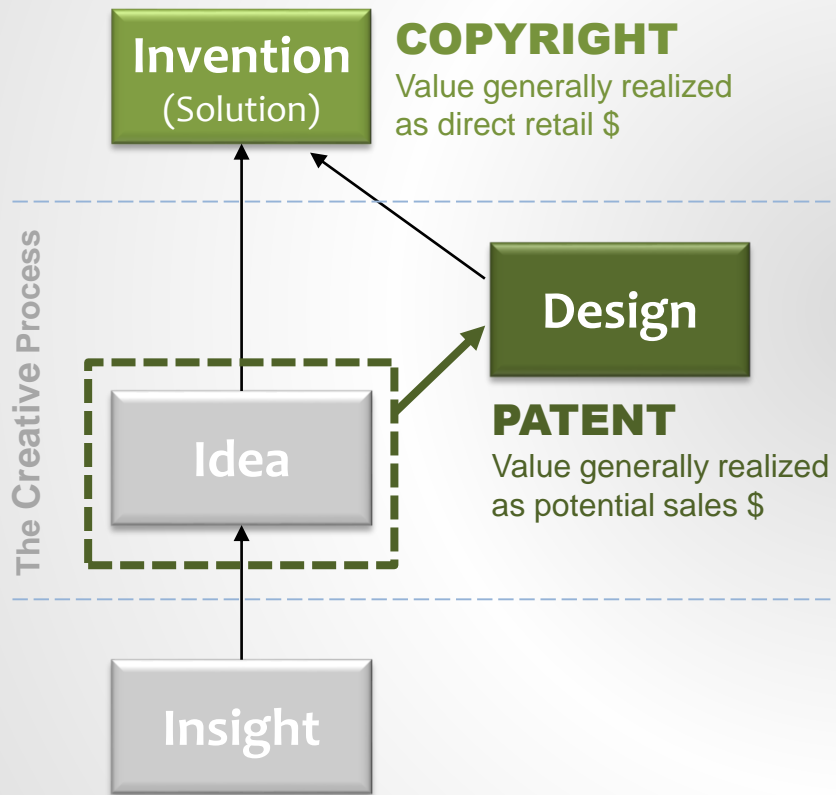 Invention
(Solution)
COPYRIGHT
Value generally realized
as direct retail $
The Creative Process
Design
PATENT
Value generally realized
as potential sales $
Idea
Insight